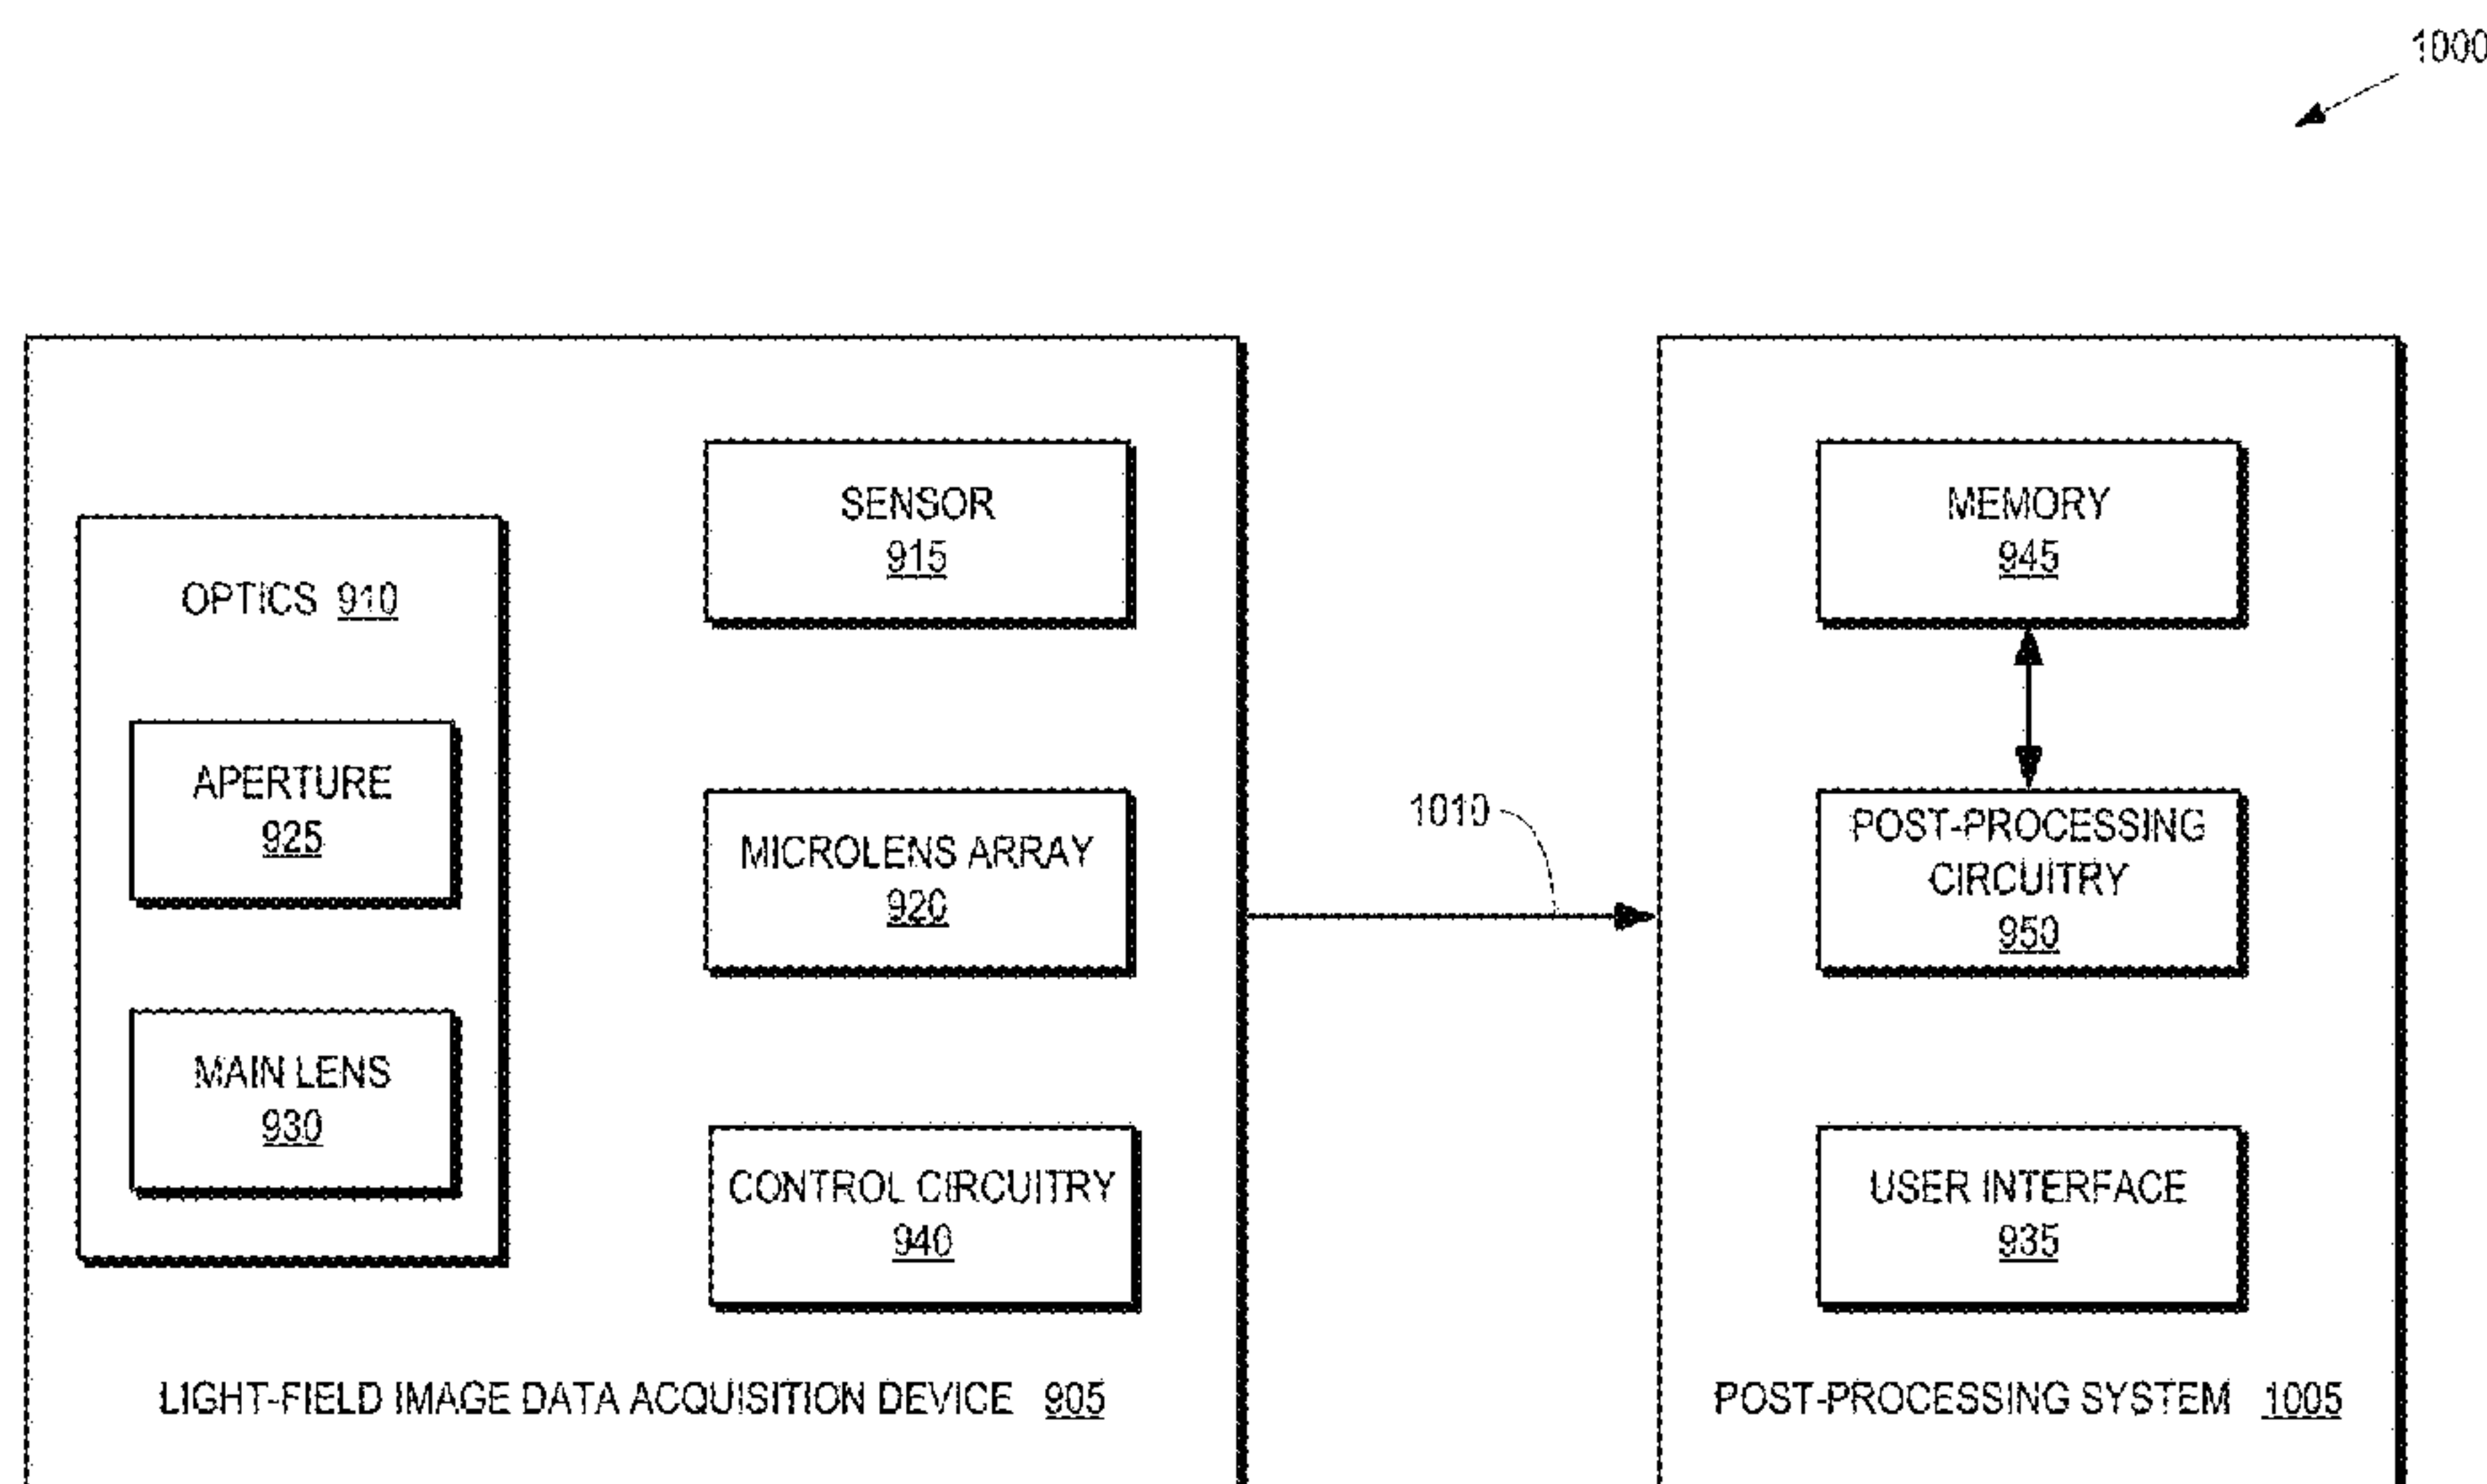 1000
SENSOR
915
OPTICS 910
APERTURE
925
MICROLENS ARRAY
920
MAIN LENS
930
CONTROL CIRCUITRY
940
LIGHT-FIELD IMAGE DATA ACQUISITION DEVICE 905
1010
MEMORY
945
POST-PROCESSING
CIRCUITRY
950
USER INTERFACE
935
POST-PROCESSING SYSTEM 1005